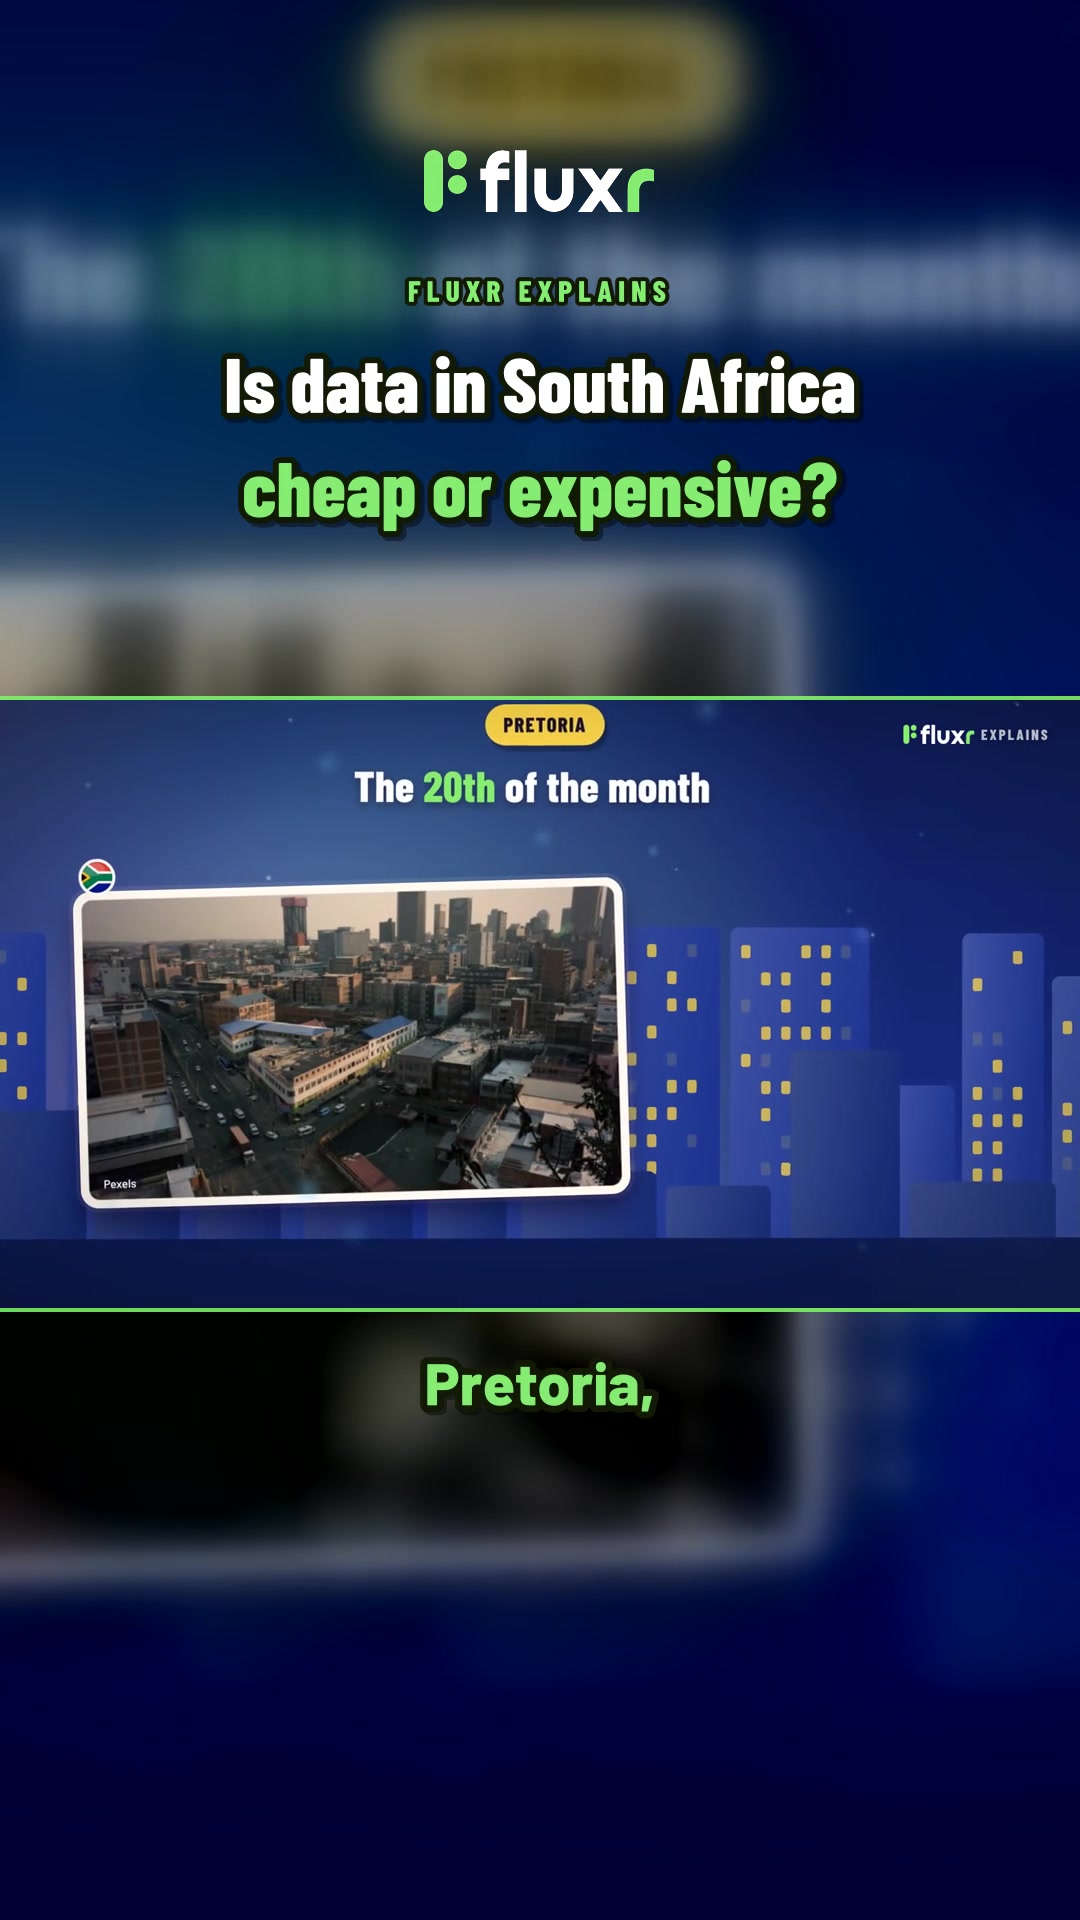 fluxr
FLUXR EXPLAINS
Is data in South Africa
cheap or expensive?
PRETORIA
fluxr EXPLAINS
The 20th of the month
Pexels
Pretoria,